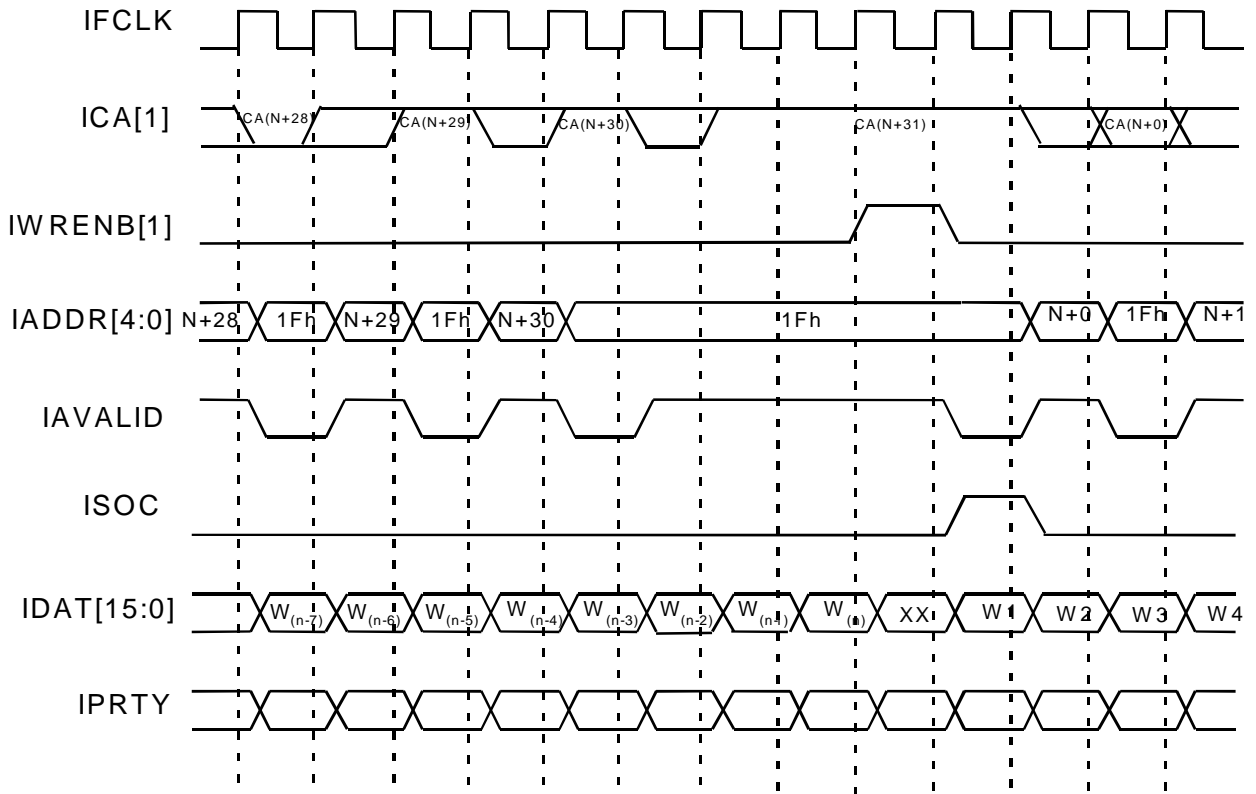 IFCLK
ICA[1] CA(N+28) CA(N+29) CA(N+30) CA(N+31) CA(N+0)
IWRENB[1]
IADDR[4:0] N+28 1Fh N+29 1Fh N+30 1Fh N+0 1Fh N+1
IAVALID
ISOC
IDAT[15:0] W(n-7) W(n-6) W(n-5) W(n-4) W(n-3) W(n-2) W(n-1) W(n) XX W1 W2 W3 W4
IPRTY